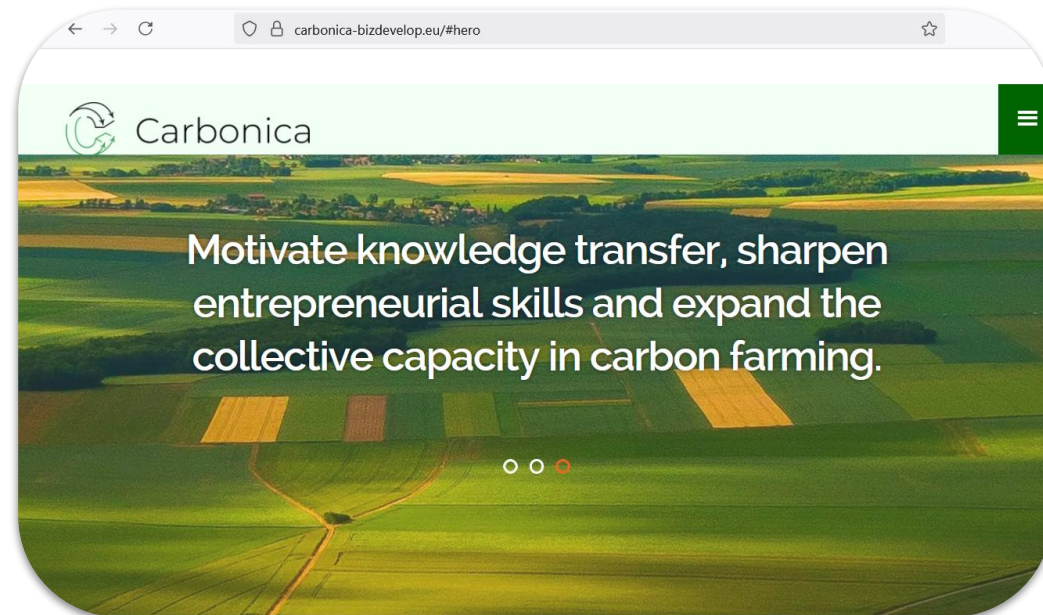 carbonica-bizdevelop.eu/#hero
Carbonica
Motivate knowledge transfer, sharpen
entrepreneurial skills and expand the
collective capacity in carbon farming.